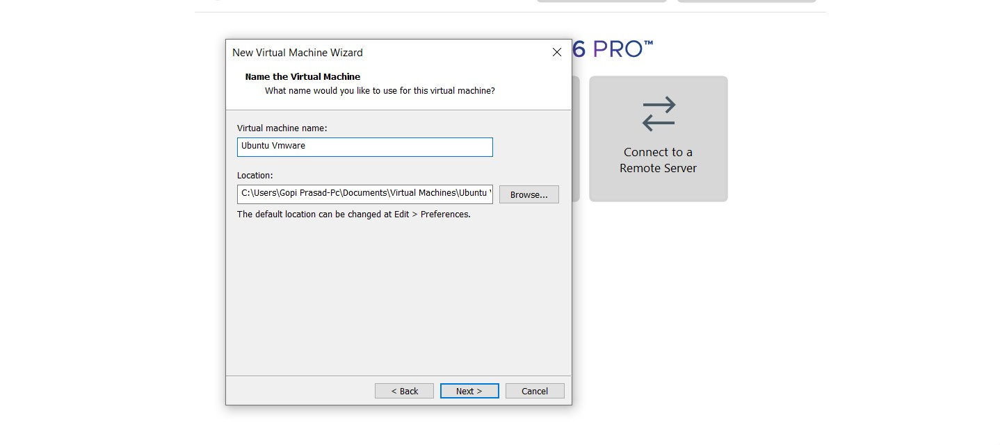 6 PRO™
New Virtual Machine Wizard
Name the Virtual Machine
What name would you like to use for this virtual machine?
Virtual machine name:
Ubuntu Vmware
Location:
C:\Users\Gopi Prasad-Pc\Documents\Virtual Machines\Ubuntu
Browse...
The default location can be changed at Edit > Preferences.
< Back
Next >
Cancel
Connect to a
Remote Server